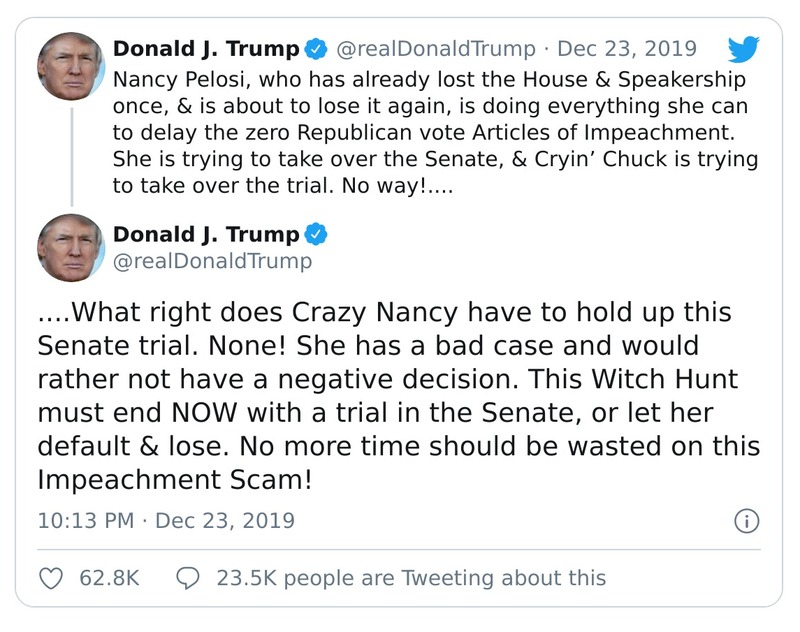 Donald J. Trump @realDonaldTrump · Dec 23, 2019
Nancy Pelosi, who has already lost the House & Speakership
once, & is about to lose it again, is doing everything she can
to delay the zero Republican vote Articles of Impeachment.
She is trying to take over the Senate, & Cryin’ Chuck is trying
to take over the trial. No way!....
Donald J. Trump
@realDonaldTrump
....What right does Crazy Nancy have to hold up this
Senate trial. None! She has a bad case and would
rather not have a negative decision. This Witch Hunt
must end NOW with a trial in the Senate, or let her
default & lose. No more time should be wasted on this
Impeachment Scam!
10:13 PM · Dec 23, 2019
62.8K 23.5K people are Tweeting about this